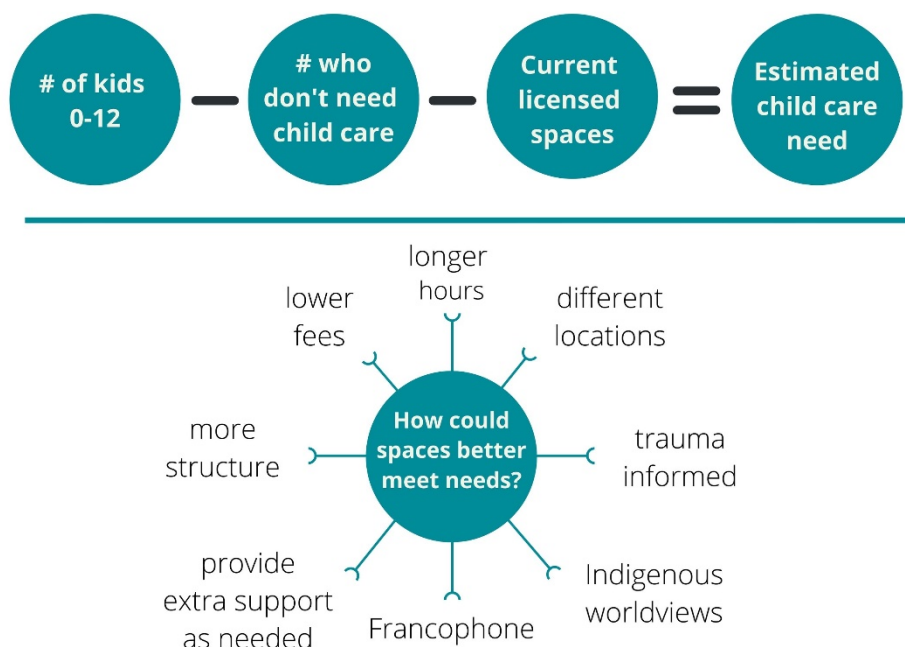 # of kids
0-12
# who
don't need
child care
Current
licensed
spaces
Estimated
child care
need
longer
hours
lower
fees
different
locations
How could
spaces better
meet needs?
more
structure
trauma
informed
provide
extra support
as needed
Francophone
Indigenous
worldviews